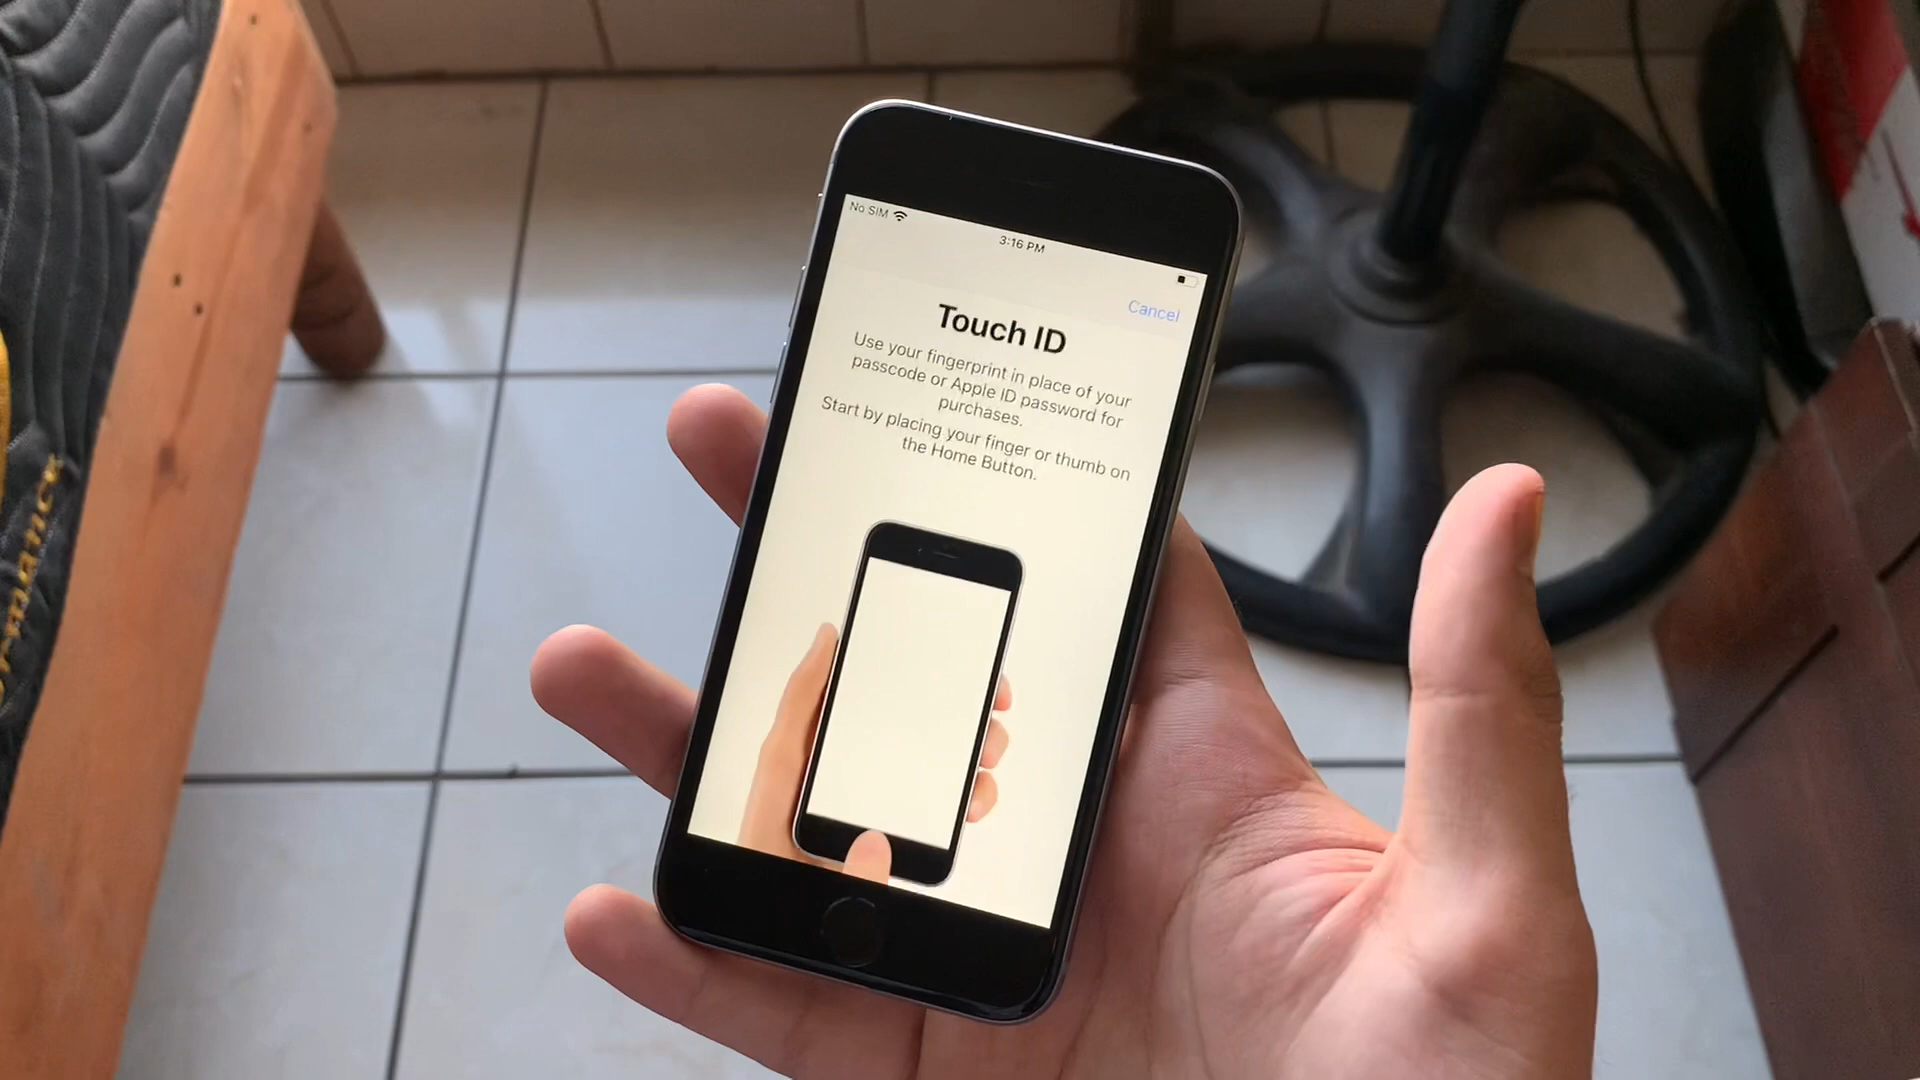 No SIM
3:16 PM
Cancel
Touch ID
Use your fingerprint in place of your
passcode or Apple ID password for
purchases.
Start by placing your finger or thumb on
the Home Button.